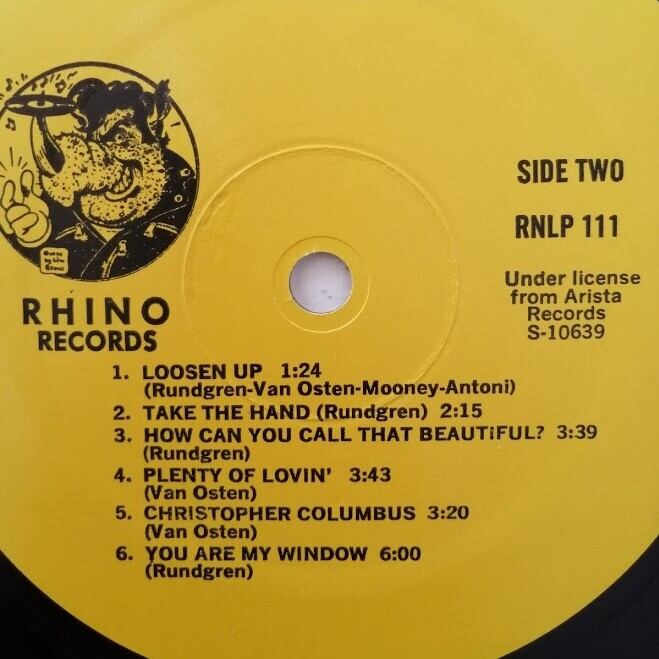 SIDE TWO
RNLP 111
Under license
from Arista
Records
S-10639
RHINO
RECORDS
1. LOOSEN UP 1:24
(Rundgren-Van Osten-Mooney-Antoni)
2. TAKE THE HAND (Rundgren) 2:15
3. HOW CAN YOU CALL THAT BEAUTiFUL? 3:39
(Rundgren)
4. PLENTY OF LOVIN' 3:43
(Van Osten)
5. CHRISTOPHER COLUMBUS 3:20
(Van Osten)
6. YOU ARE MY WINDOW 6:00
(Rundgren)